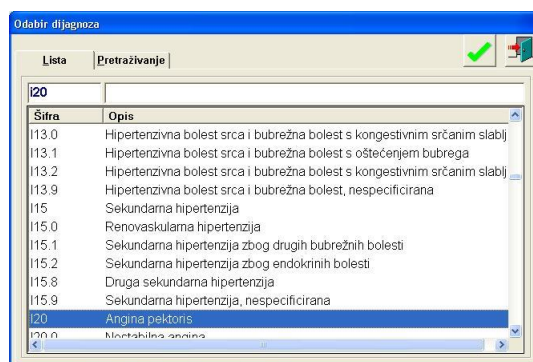 Odabir dijagnoza
Lista Pretraživanje
i20
Šifra Opis
I13.0 Hipertenzivna bolest srca i bubrežna bolest s kongestivnim srčanim slablj
I13.1 Hipertenzivna bolest srca i bubrežna bolest s oštećenjem bubrega
I13.2 Hipertenzivna bolest srca i bubrežna bolest s kongestivnim srčanim slablj
I13.9 Hipertenzivna bolest srca i bubrežna bolest, nespecificirana
I15 Sekundarna hipertenzija
I15.0 Renovaskularna hipertenzija
I15.1 Sekundarna hipertenzija zbog drugih bubrežnih bolesti
I15.2 Sekundarna hipertenzija zbog endokrinih bolesti
I15.8 Druga sekundarna hipertenzija
I15.9 Sekundarna hipertenzija, nespecificirana
I20 Angina pektoris
I20.0 Nestabilna angina